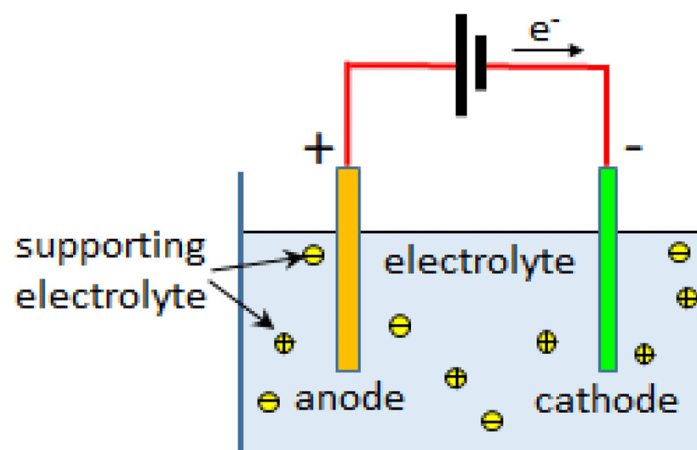 e⁻
+ -
supporting
electrolyte
electrolyte
anode
cathode